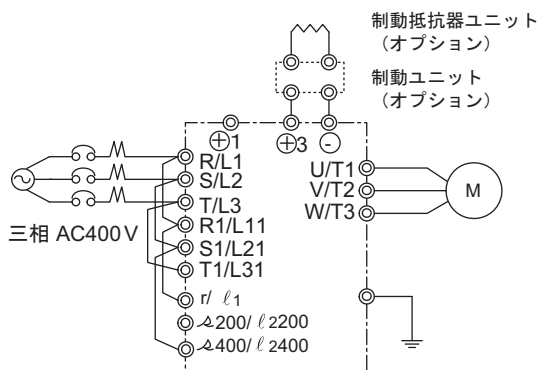 制動抵抗器ユニット
（オプション）
制動ユニット
（オプション）
⊕1
⊕3
⊖
R/L1
S/L2
T/L3
R1/L11
S1/L21
T1/L31
r/ ℓ1
𝓈200/ ℓ2200
𝓈400/ ℓ2400
三相 AC400V
U/T1
V/T2
W/T3
M